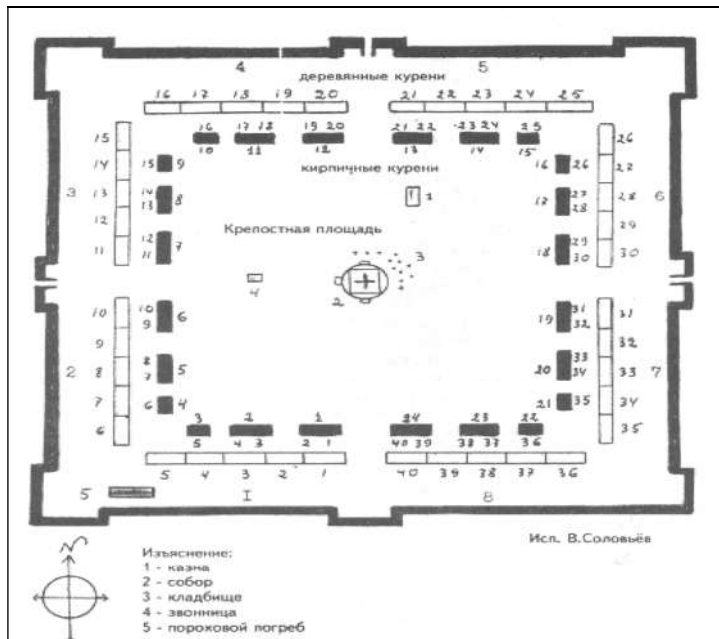 4
5
деревянные курени
16 17 18 19 20
21 22 23 24 25
16 17 18 19 20
21 22 23 24 25
10 11 12
13 14 15
кирпичные курени
15
14
13
12
11
3
15 9
14
13
8
12
11
7
16 26
17 27
28
18 29
30
26
27
28
29
30
6
1
Крепостная площадь
3
4
2
10
9
8
7
6
2
10
9
6
8
7
5
6 4
19 31
32
20 33
34
21 35
31
32
33
34
35
7
3 2 1
5 4 3 2 1
24 23 22
40 39 38 37 36
5 4 3 2 1
40 39 38 37 36
5
I
8
Исп. В.Соловьёв
N
Изъяснение:
1 - казна
2 - собор
3 - кладбище
4 - звонница
5 - пороховой погреб